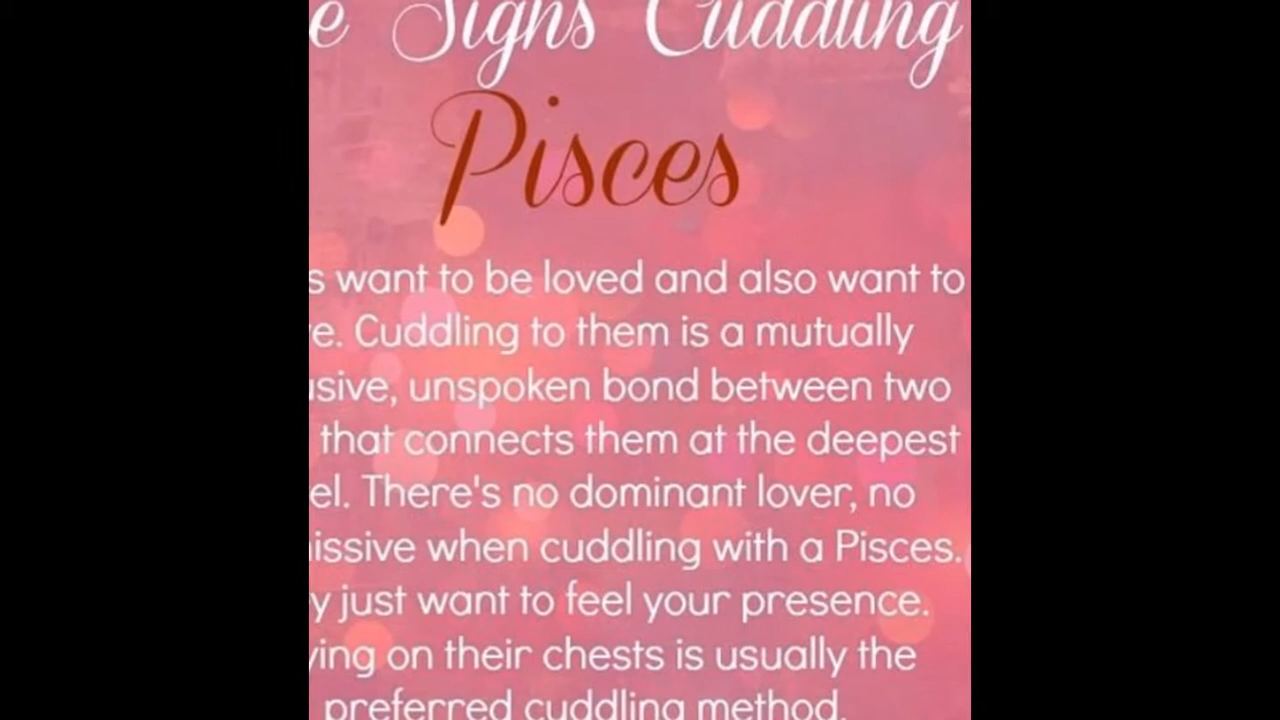 e Signs Cuddling
Pisces
s want to be loved and also want to
e. Cuddling to them is a mutually
sive, unspoken bond between two
that connects them at the deepest
el. There's no dominant lover, no
issive when cuddling with a Pisces.
y just want to feel your presence.
ying on their chests is usually the
preferred cuddling method.